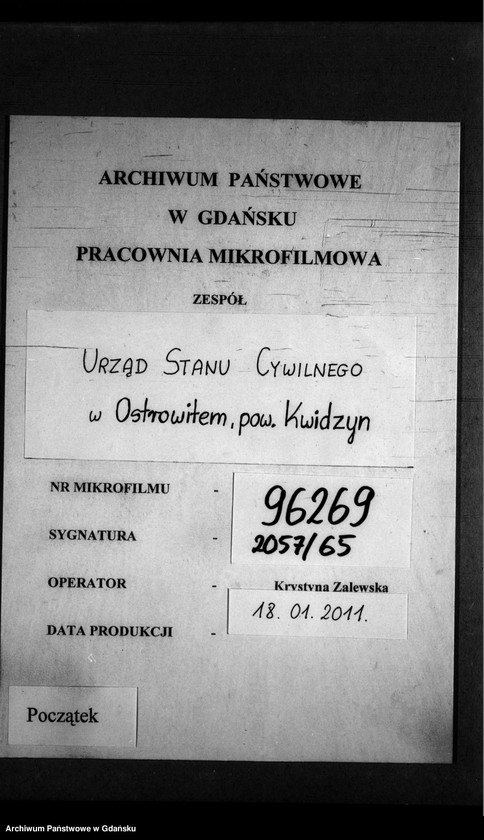 ARCHIWUM PAŃSTWOWE
W GDAŃSKU
PRACOWNIA MIKROFILMOWA
ZESPÓŁ
URZĄD STANU CYWILNEGO
w Ostrowitem, pow. Kwidzyn
NR MIKROFILMU - 96269
SYGNATURA - 2057/65
OPERATOR - Krystyna Zalewska
DATA PRODUKCJI - 18. 01. 2011.
Początek
Archiwum Państwowe w Gdańsku